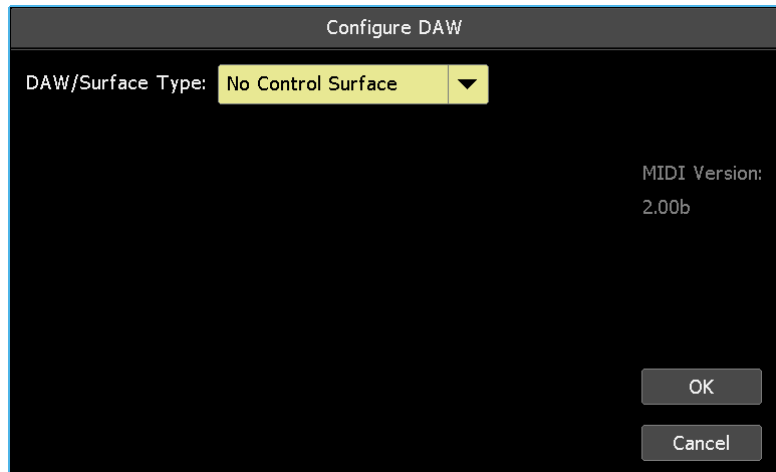 Configure DAW
DAW/Surface Type: No Control Surface
MIDI Version:
2.00b
OK
Cancel